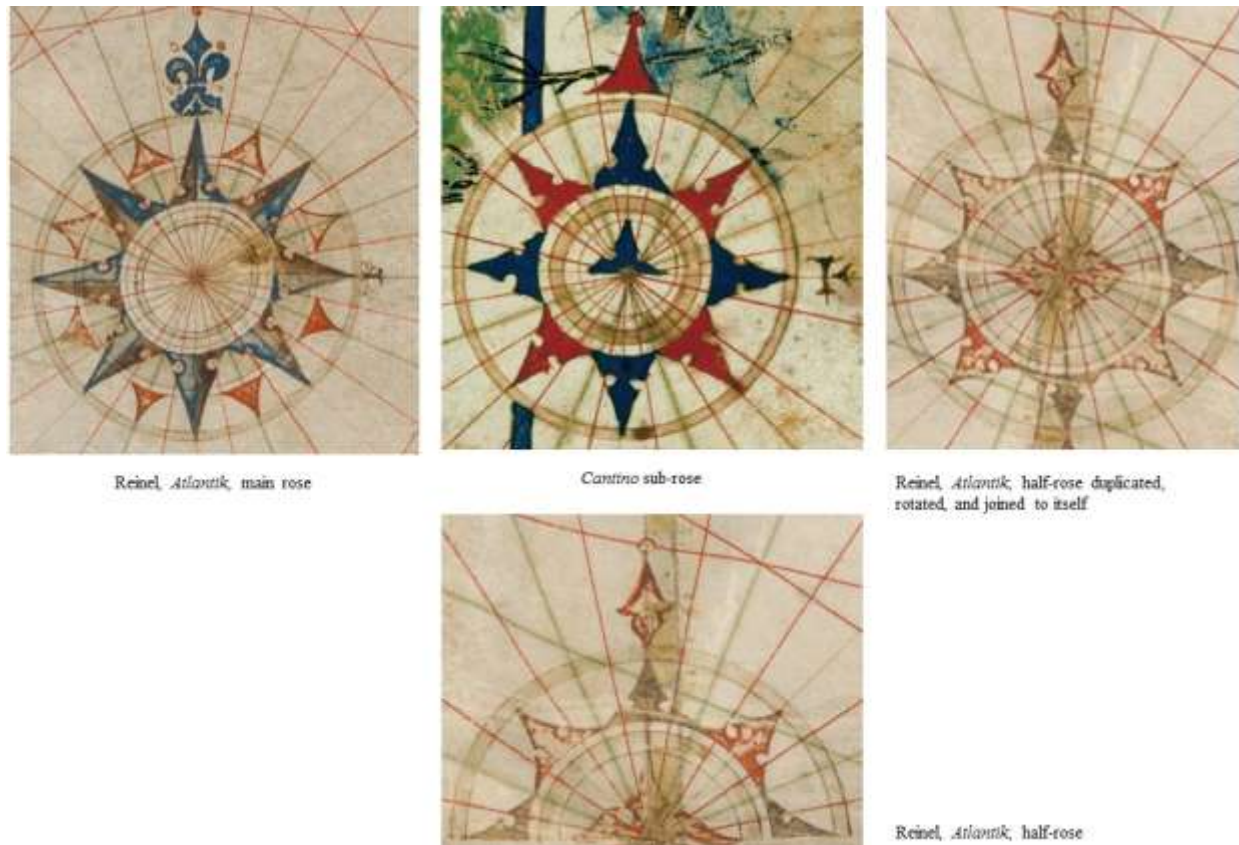 Reinel, Atlantik, main rose
Cantino sub-rose
Reinel, Atlantik, half-rose duplicated,
rotated, and joined to itself
Reinel, Atlantik, half-rose